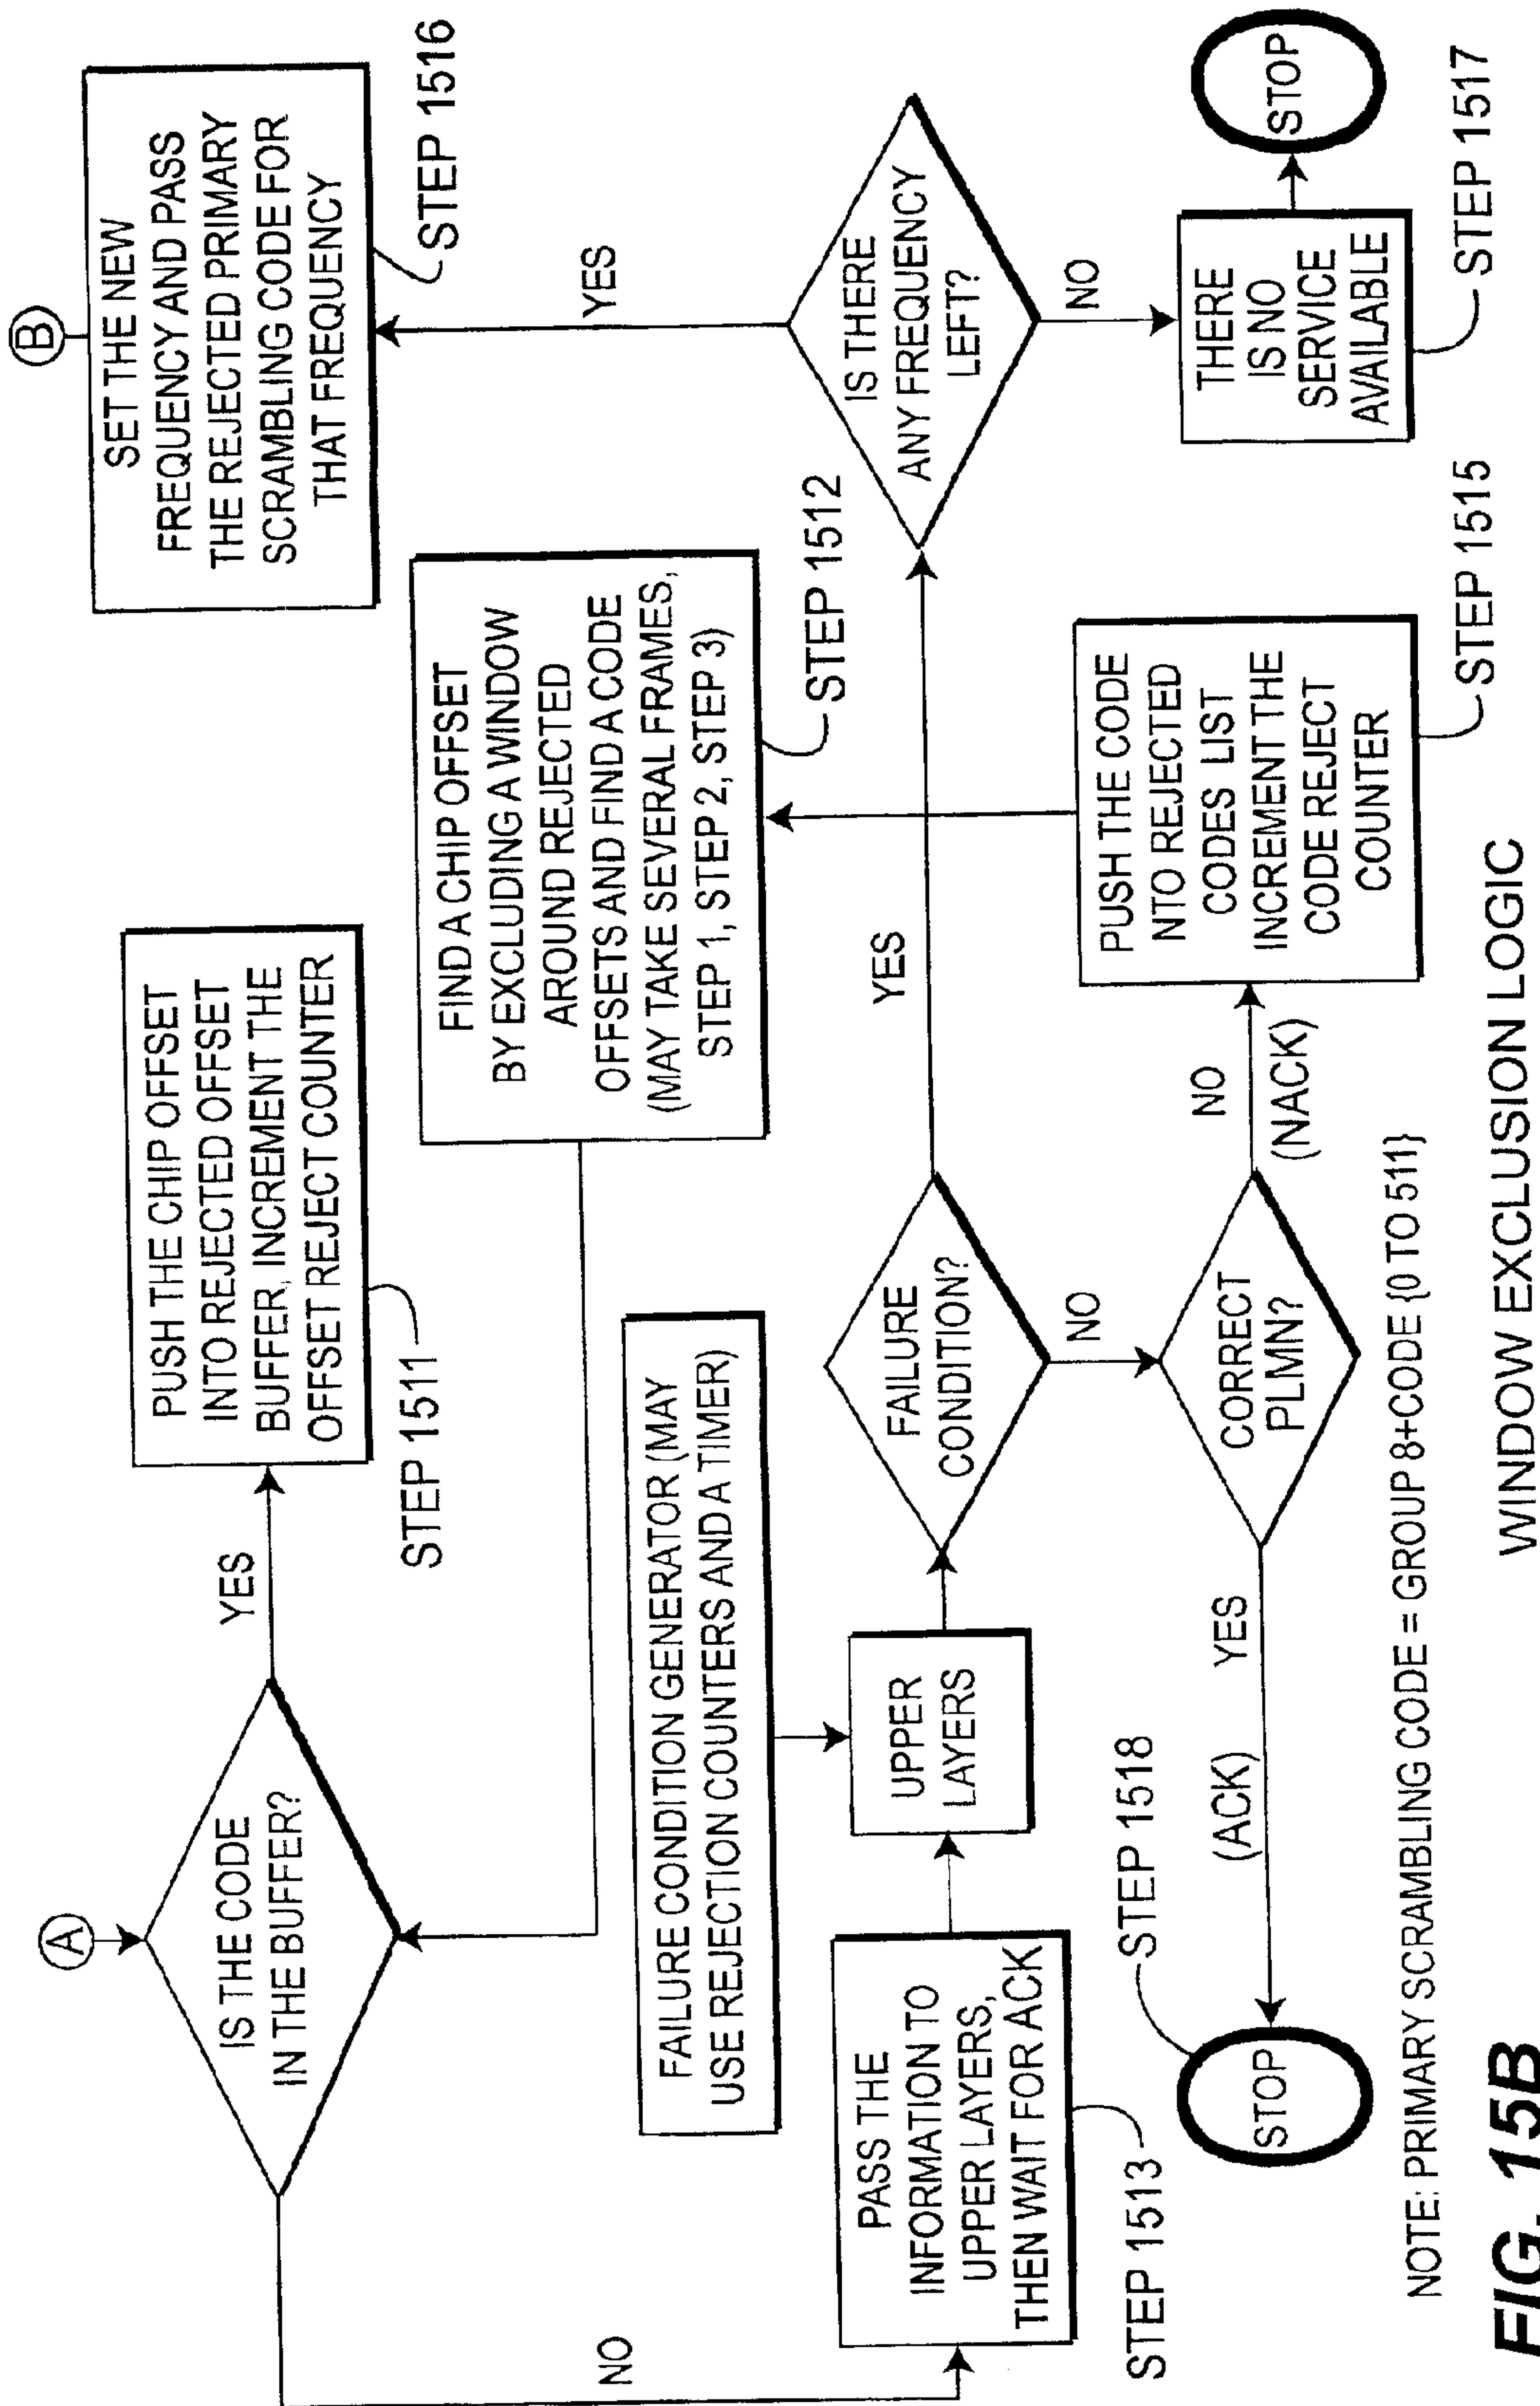 A
IS THE CODE
IN THE BUFFER?
YES
PUSH THE CHIP OFFSET
INTO REJECTED OFFSET
BUFFER, INCREMENT THE
OFFSET REJECT COUNTER
STEP 1511
B
SET THE NEW
FREQUENCY AND PASS
THE REJECTED PRIMARY
SCRAMBLING CODE FOR
THAT FREQUENCY
STEP 1516
FIND A CHIP OFFSET
BY EXCLUDING A WINDOW
AROUND REJECTED
OFFSETS AND FIND A CODE
(MAY TAKE SEVERAL FRAMES,
STEP 1, STEP 2, STEP 3)
STEP 1512
YES
FAILURE CONDITION GENERATOR (MAY
USE REJECTION COUNTERS AND A TIMER)
NO
PASS THE
INFORMATION TO
UPPER LAYERS,
THEN WAIT FOR ACK
STEP 1513
UPPER
LAYERS
FAILURE
CONDITION?
YES
IS THERE
ANY FREQUENCY
LEFT?
NO
NO
STOP
STEP 1518
(ACK)
YES
CORRECT
PLMN?
NO
(NACK)
PUSH THE CODE
NTO REJECTED
CODES LIST
INCREMENT THE
CODE REJECT
COUNTER
STEP 1515
THERE
IS NO
SERVICE
AVAILABLE
STOP
STEP 1517
NOTE: PRIMARY SCRAMBLING CODE = GROUP 8+CODE {0 TO 511}
WINDOW EXCLUSION LOGIC
FIG. 15B